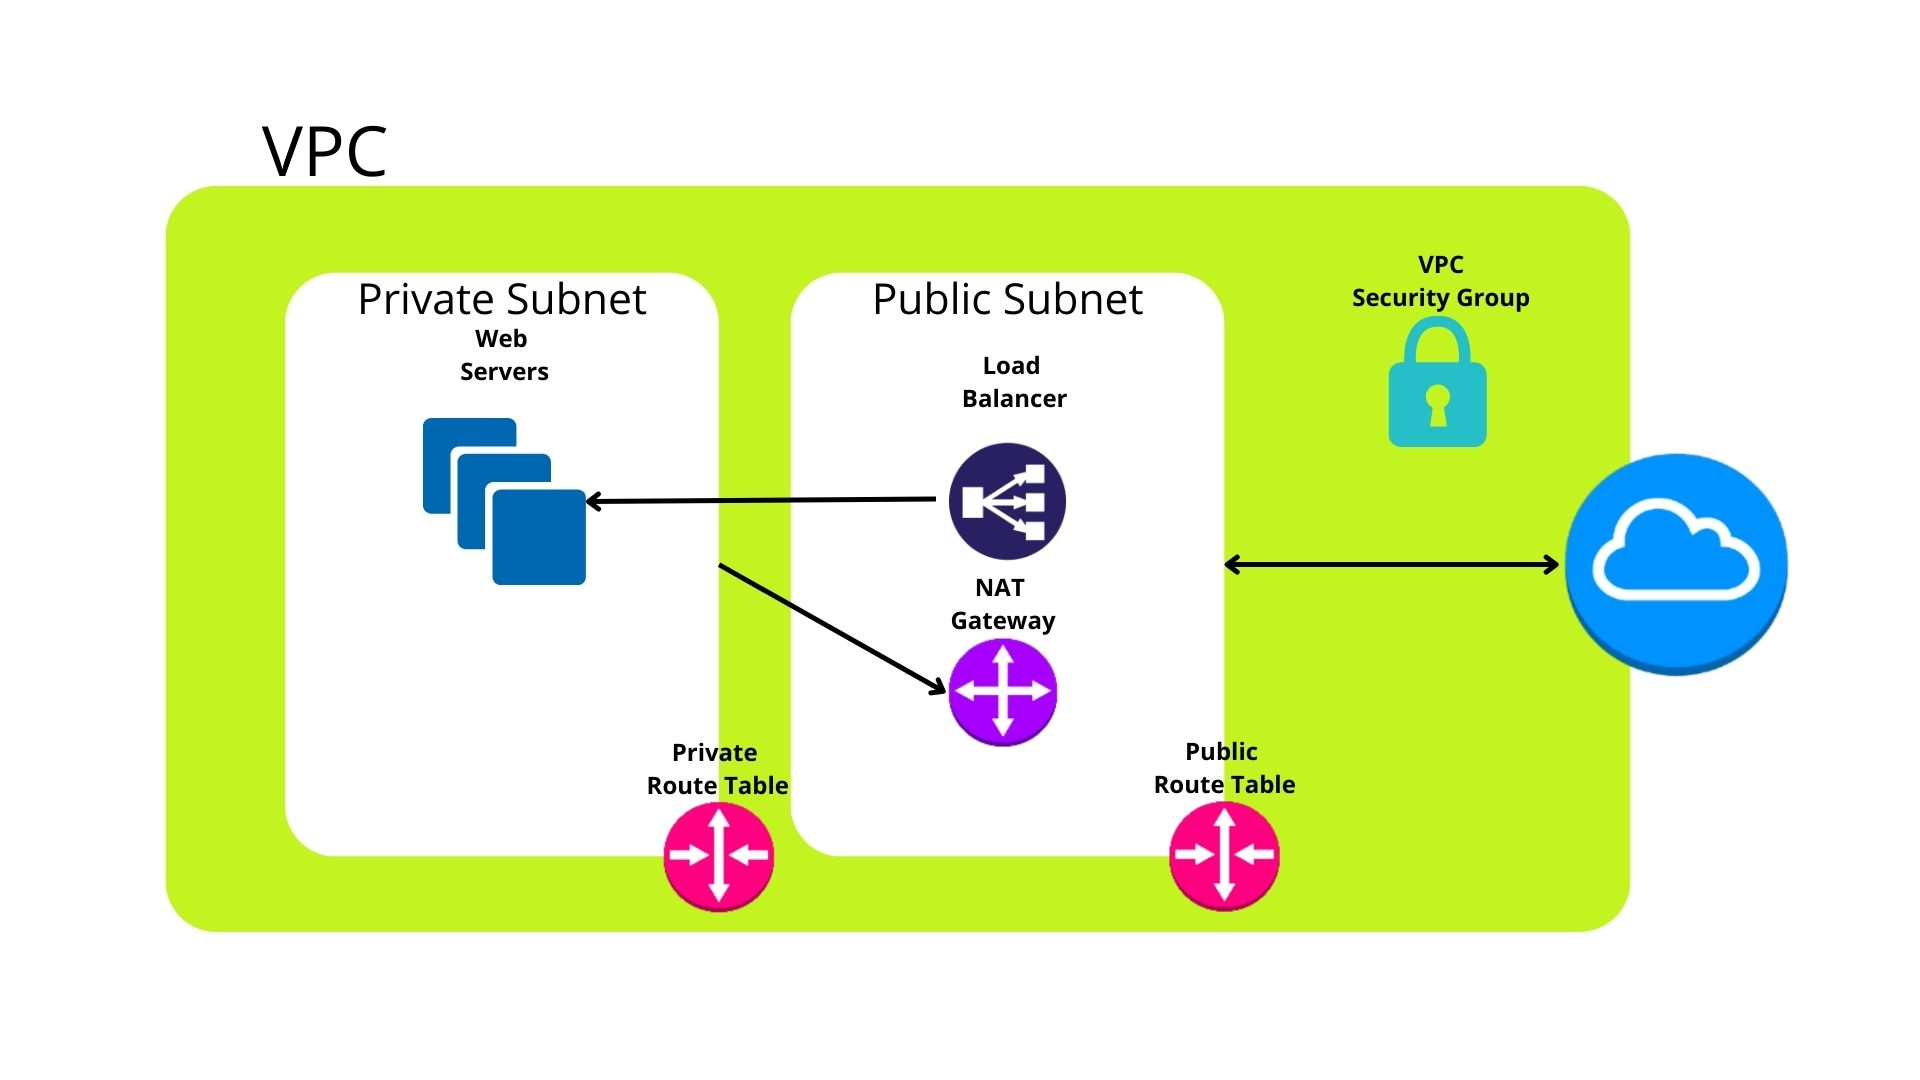 VPC
Private Subnet
Web
Servers
Public Subnet
Load
Balancer
NAT
Gateway
VPC
Security Group
Private
Route Table
Public
Route Table